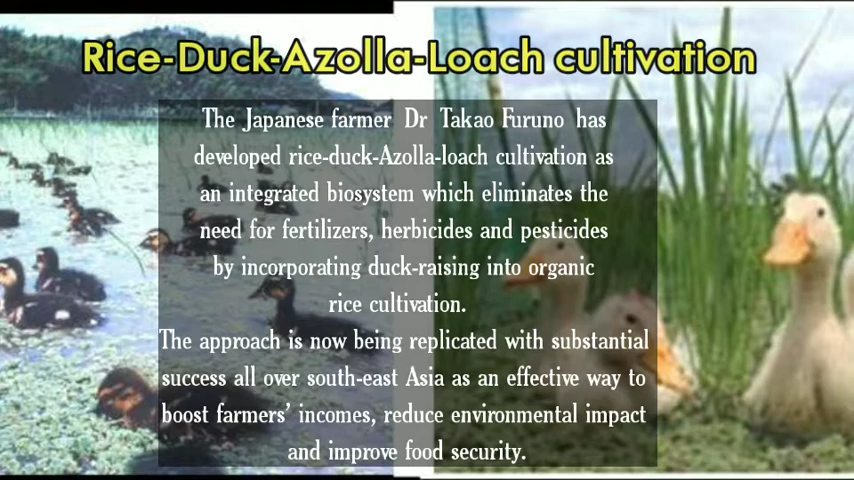 Rice-Duck-Azolla-Loach cultivation
The Japanese farmer Dr Takao Furuno has
developed rice-duck-Azolla-loach cultivation as
an integrated biosystem which eliminates the
need for fertilizers, herbicides and pesticides
by incorporating duck-raising into organic
rice cultivation.
The approach is now being replicated with substantial
success all over south-east Asia as an effective way to
boost farmers’ incomes, reduce environmental impact
and improve food security.